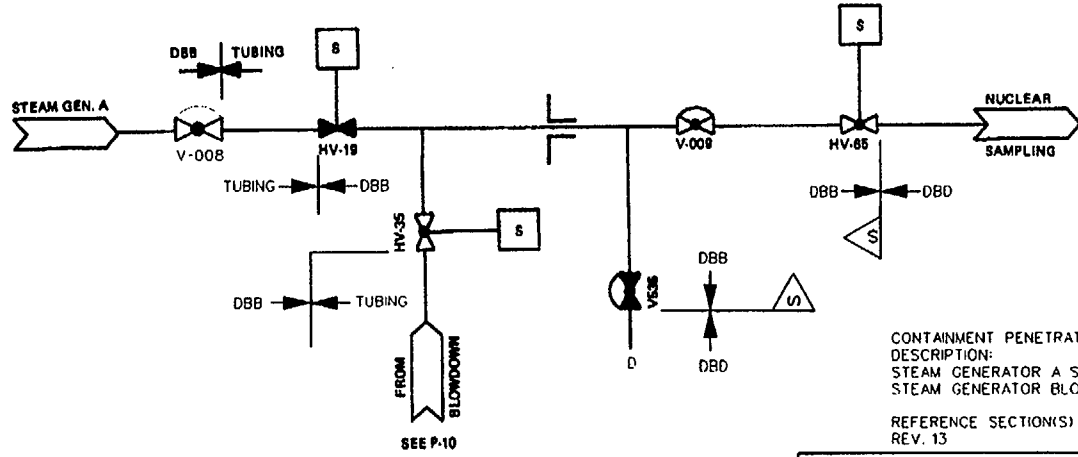 S
S
DBB TUBING
STEAM GEN. A
NUCLEAR
SAMPLING
V-008
HV-19
V-009
HV-65
TUBING DBB
DBB DBD
S
HV-35
S
DBB TUBING
V636
DBB
S
DBD
D
FROM
BLOWDOWN
SEE P-10
CONTAINMENT PENETRAT
DESCRIPTION:
STEAM GENERATOR A S
STEAM GENERATOR BLO
REFERENCE SECTION(S)
REV. 13